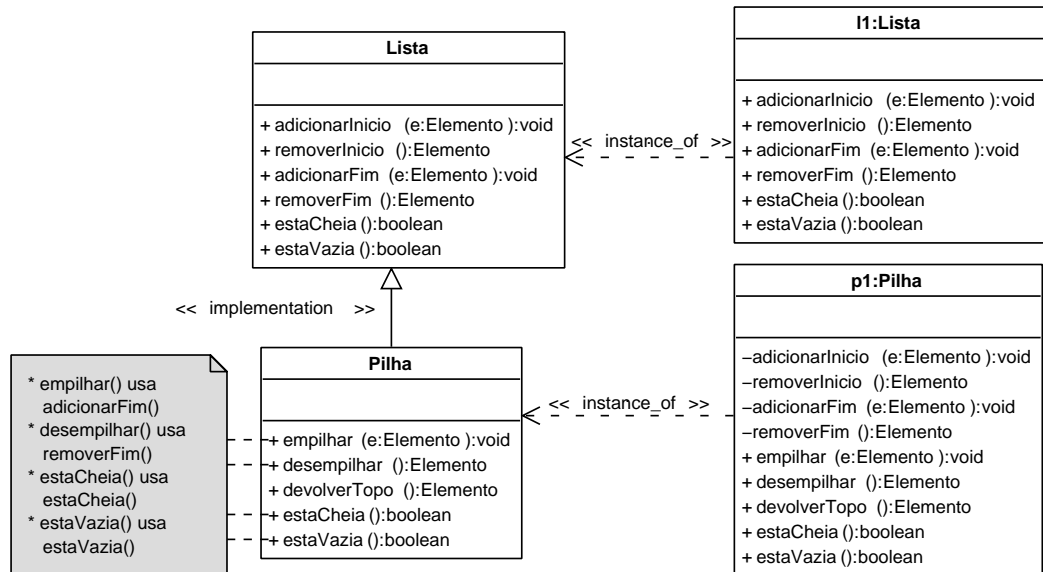 Lista
+ adicionarInicio (e:Elemento ):void
+ removerInicio ():Elemento
+ adicionarFim (e:Elemento ):void
+ removerFim ():Elemento
+ estaCheia ():boolean
+ estaVazia ():boolean
<< instance_of >>
l1:Lista
+ adicionarInicio (e:Elemento ):void
+ removerInicio ():Elemento
+ adicionarFim (e:Elemento ):void
+ removerFim ():Elemento
+ estaCheia ():boolean
+ estaVazia ():boolean
<< implementation >>
* empilhar() usa
adicionarFim()
* desempilhar() usa
removerFim()
* estaCheia() usa
estaCheia()
* estaVazia() usa
estaVazia()
Pilha
+ empilhar (e:Elemento ):void
+ desempilhar ():Elemento
+ devolverTopo ():Elemento
+ estaCheia ():boolean
+ estaVazia ():boolean
<< instance_of >>
p1:Pilha
−adicionarInicio (e:Elemento ):void
−removerInicio ():Elemento
−adicionarFim (e:Elemento ):void
−removerFim ():Elemento
+ empilhar (e:Elemento ):void
+ desempilhar ():Elemento
+ devolverTopo ():Elemento
+ estaCheia ():boolean
+ estaVazia ():boolean